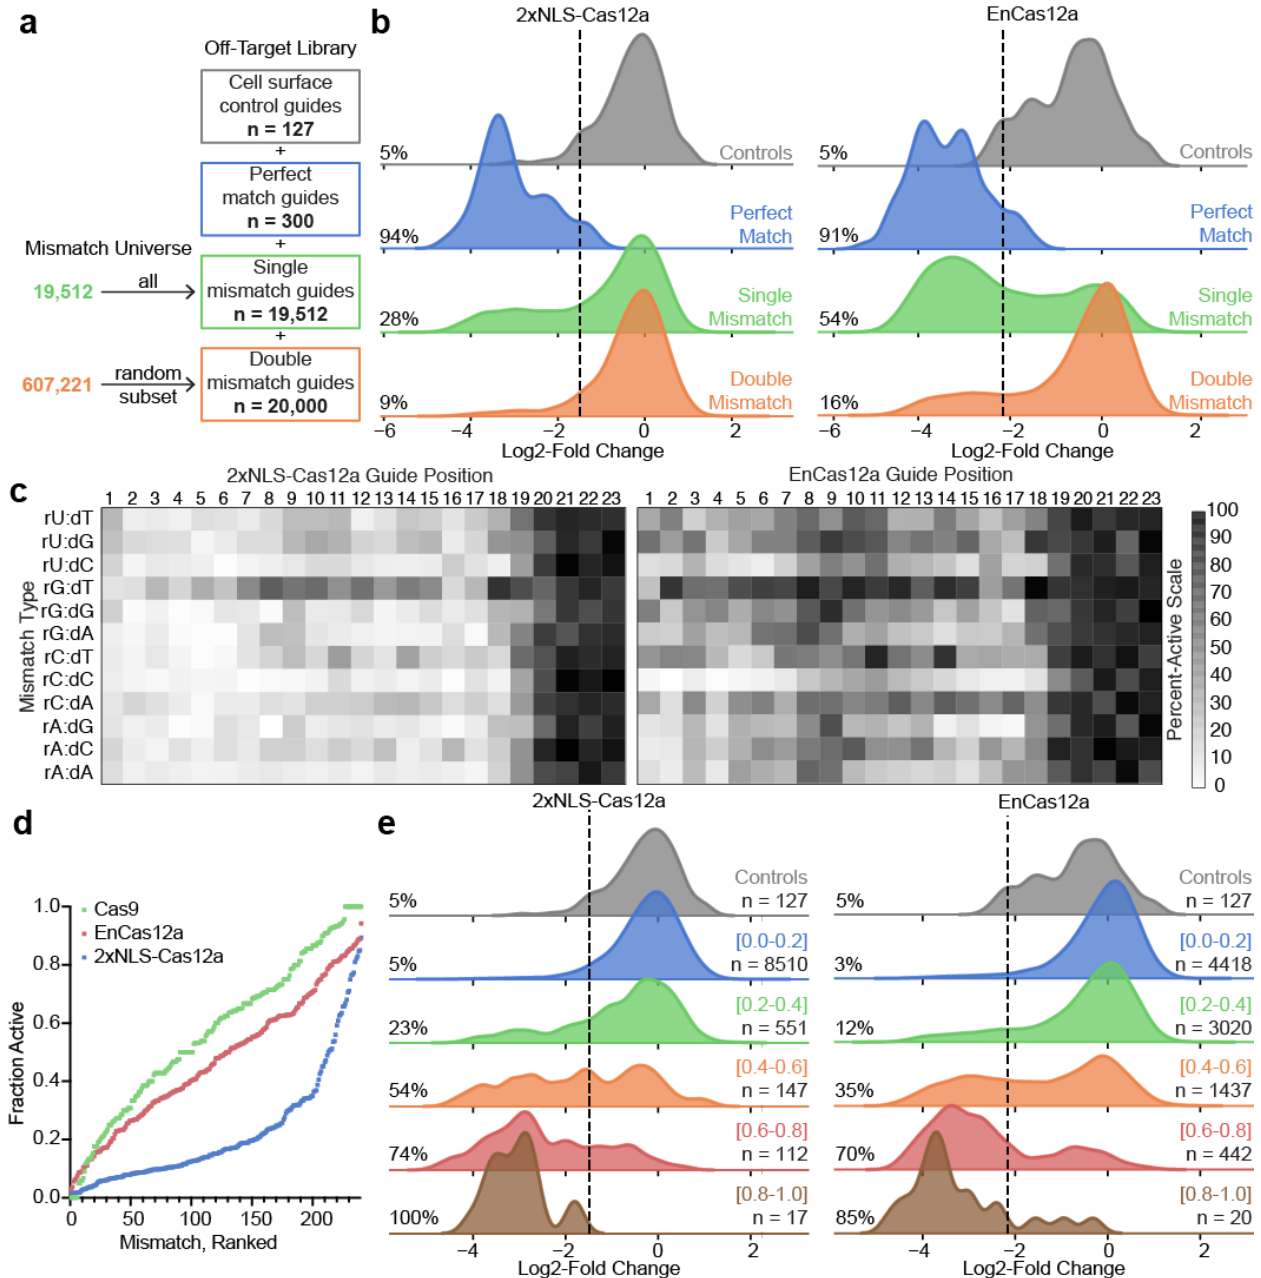 a
Off-Target Library
Cell surface
control guides
n = 127
+
Perfect
match guides
n = 300
+
Mismatch Universe
19,512
all
Single
mismatch guides
n = 19,512
+
607,221
random
subset
Double
mismatch guides
n = 20,000
b
2xNLS-Cas12a
5%
Controls
94%
Perfect
Match
28%
Single
Mismatch
9%
Double
Mismatch
−6 −4 −2 0 2
Log2-Fold Change
EnCas12a
5%
Controls
91%
Perfect
Match
54%
Single
Mismatch
16%
Double
Mismatch
−6 −4 −2 0 2
Log2-Fold Change
c
2xNLS-Cas12a Guide Position
1 2 3 4 5 6 7 8 9 10 11 12 13 14 15 16 17 18 19 20 21 22 23
EnCas12a Guide Position
1 2 3 4 5 6 7 8 9 10 11 12 13 14 15 16 17 18 19 20 21 22 23
Mismatch Type
rU:dT
rU:dG
rU:dC
rG:dT
rG:dG
rG:dA
rC:dT
rC:dC
rC:dA
rA:dG
rA:dC
rA:dA
100
90
80
70
60
50
40
30
20
10
0
Percent-Active Scale
d
Fraction Active
1.0
0.8
0.6
0.4
0.2
0.0
Cas9
EnCas12a
2xNLS-Cas12a
0 50 100 150 200
Mismatch, Ranked
e
2xNLS-Cas12a
5%
Controls
n = 127
5%
[0.0-0.2]
n = 8510
23%
[0.2-0.4]
n = 551
54%
[0.4-0.6]
n = 147
74%
[0.6-0.8]
n = 112
100%
[0.8-1.0]
n = 17
−4 −2 0 2
Log2-Fold Change
EnCas12a
5%
Controls
n = 127
3%
[0.0-0.2]
n = 4418
12%
[0.2-0.4]
n = 3020
35%
[0.4-0.6]
n = 1437
70%
[0.6-0.8]
n = 442
85%
[0.8-1.0]
n = 20
−4 −2 0 2
Log2-Fold Change